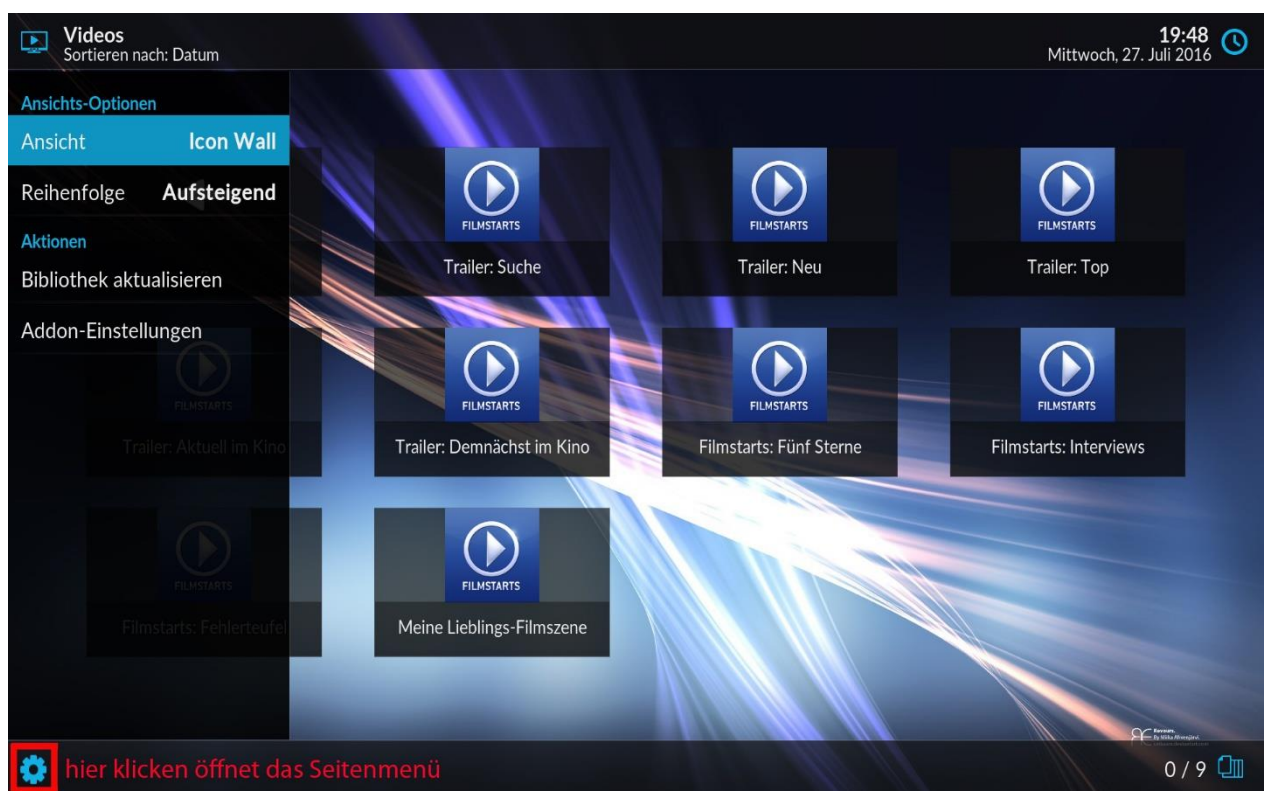 Videos
Sortieren nach: Datum
19:48
Mittwoch, 27. Juli 2016
Ansichts-Optionen
Ansicht Icon Wall
Reihenfolge Aufsteigend
Aktionen
Bibliothek aktualisieren
Addon-Einstellungen
FILMSTARTS
Trailer: Suche
FILMSTARTS
Trailer: Neu
FILMSTARTS
Trailer: Top
FILMSTARTS
Trailer: Aktuell im Kino
FILMSTARTS
Trailer: Demnächst im Kino
FILMSTARTS
Filmstarts: Fünf Sterne
FILMSTARTS
Filmstarts: Interviews
FILMSTARTS
Filmstarts: Fehlerteufel
FILMSTARTS
Meine Lieblings-Filmszene
hier klicken öffnet das Seitenmenü
0 / 9